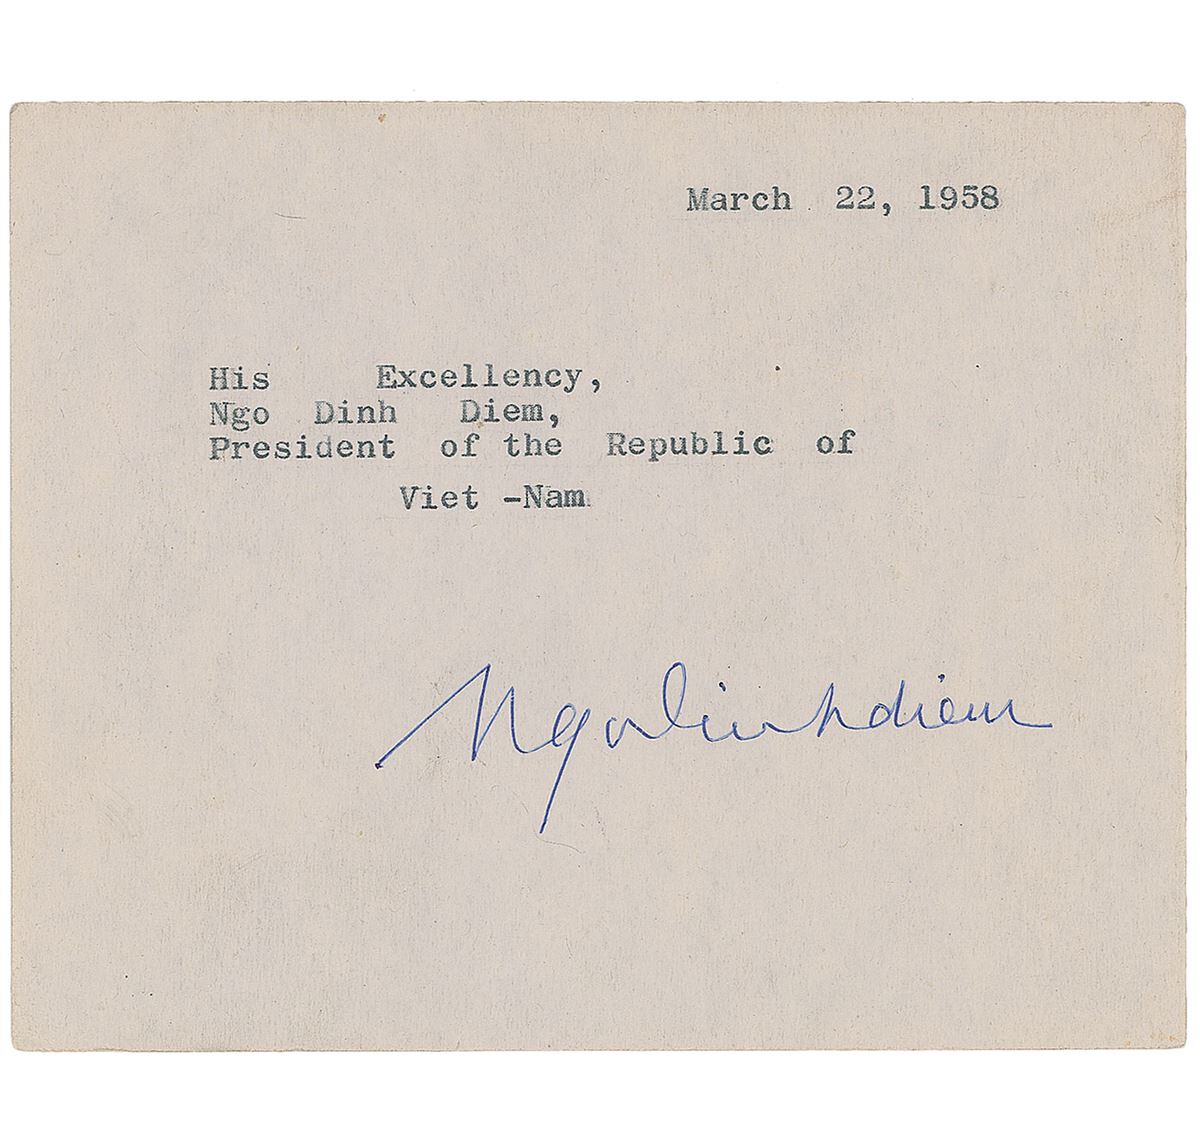 March 22, 1958
His Excellency,
Ngo Dinh Diem,
President of the Republic of
Viet -Nam
Ngodinhdiem